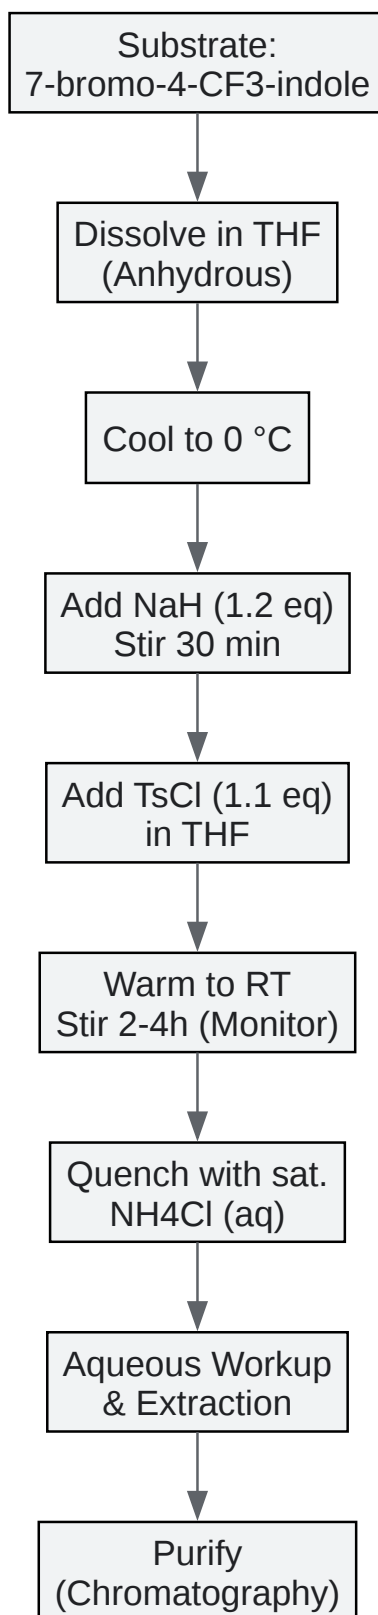 Substrate:
7-bromo-4-CF3-indole
Dissolve in THF
(Anhydrous)
Cool to 0 °C
Add NaH (1.2 eq)
Stir 30 min
Add TsCl (1.1 eq)
in THF
Warm to RT
Stir 2-4h (Monitor)
Quench with sat.
NH4Cl (aq)
Aqueous Workup
& Extraction
Purify
(Chromatography)